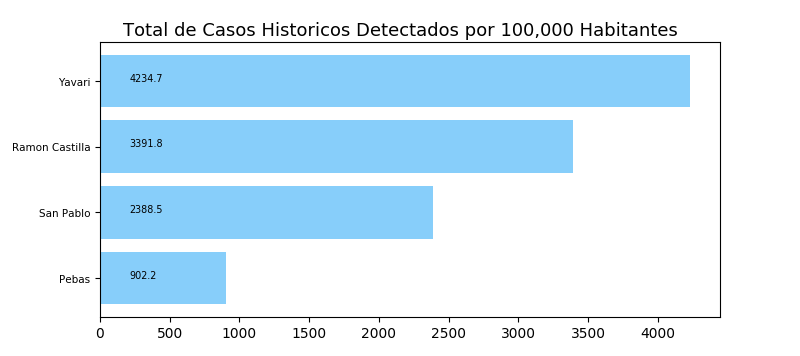 Total de Casos Historicos Detectados por 100,000 Habitantes
Yavari 4234.7
Ramon Castilla 3391.8
San Pablo 2388.5
Pebas 902.2
0 500 1000 1500 2000 2500 3000 3500 4000